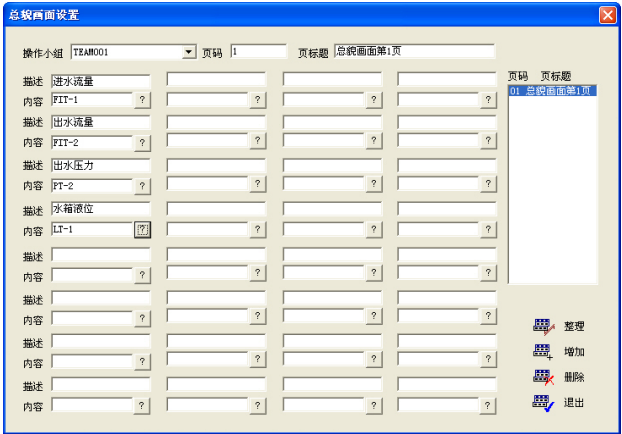 总貌画面设置
操作小组 TEAM001 页码 1 页标题 总貌画面第1页
页码 页标题
01 总貌画面第1页
描述 进水流量
内容 FIT-1 ? ? ? ?
描述 出水流量
内容 FIT-2 ? ? ? ?
描述 出水压力
内容 PT-2 ? ? ? ?
描述 水箱液位
内容 LT-1 ? ? ? ?
描述
内容 ? ? ? ?
描述
内容 ? ? ? ?
描述
内容 ? ? ? ?
描述
内容 ? ? ? ?
整理
增加
删除
退出